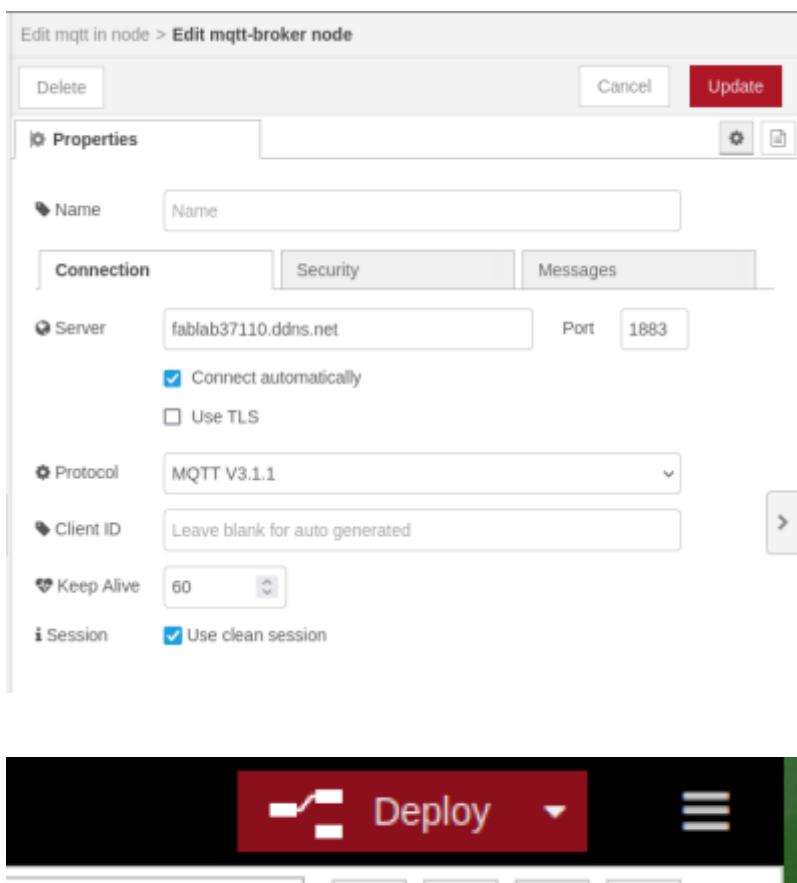 Edit mqtt in node > Edit mqtt-broker node
Delete Cancel Update
Properties
Name Name
Connection Security Messages
Server fablab37110.ddns.net Port 1883
Connect automatically
Use TLS
Protocol MQTT V3.1.1
Client ID Leave blank for auto generated
Keep Alive 60
Session Use clean session
Deploy